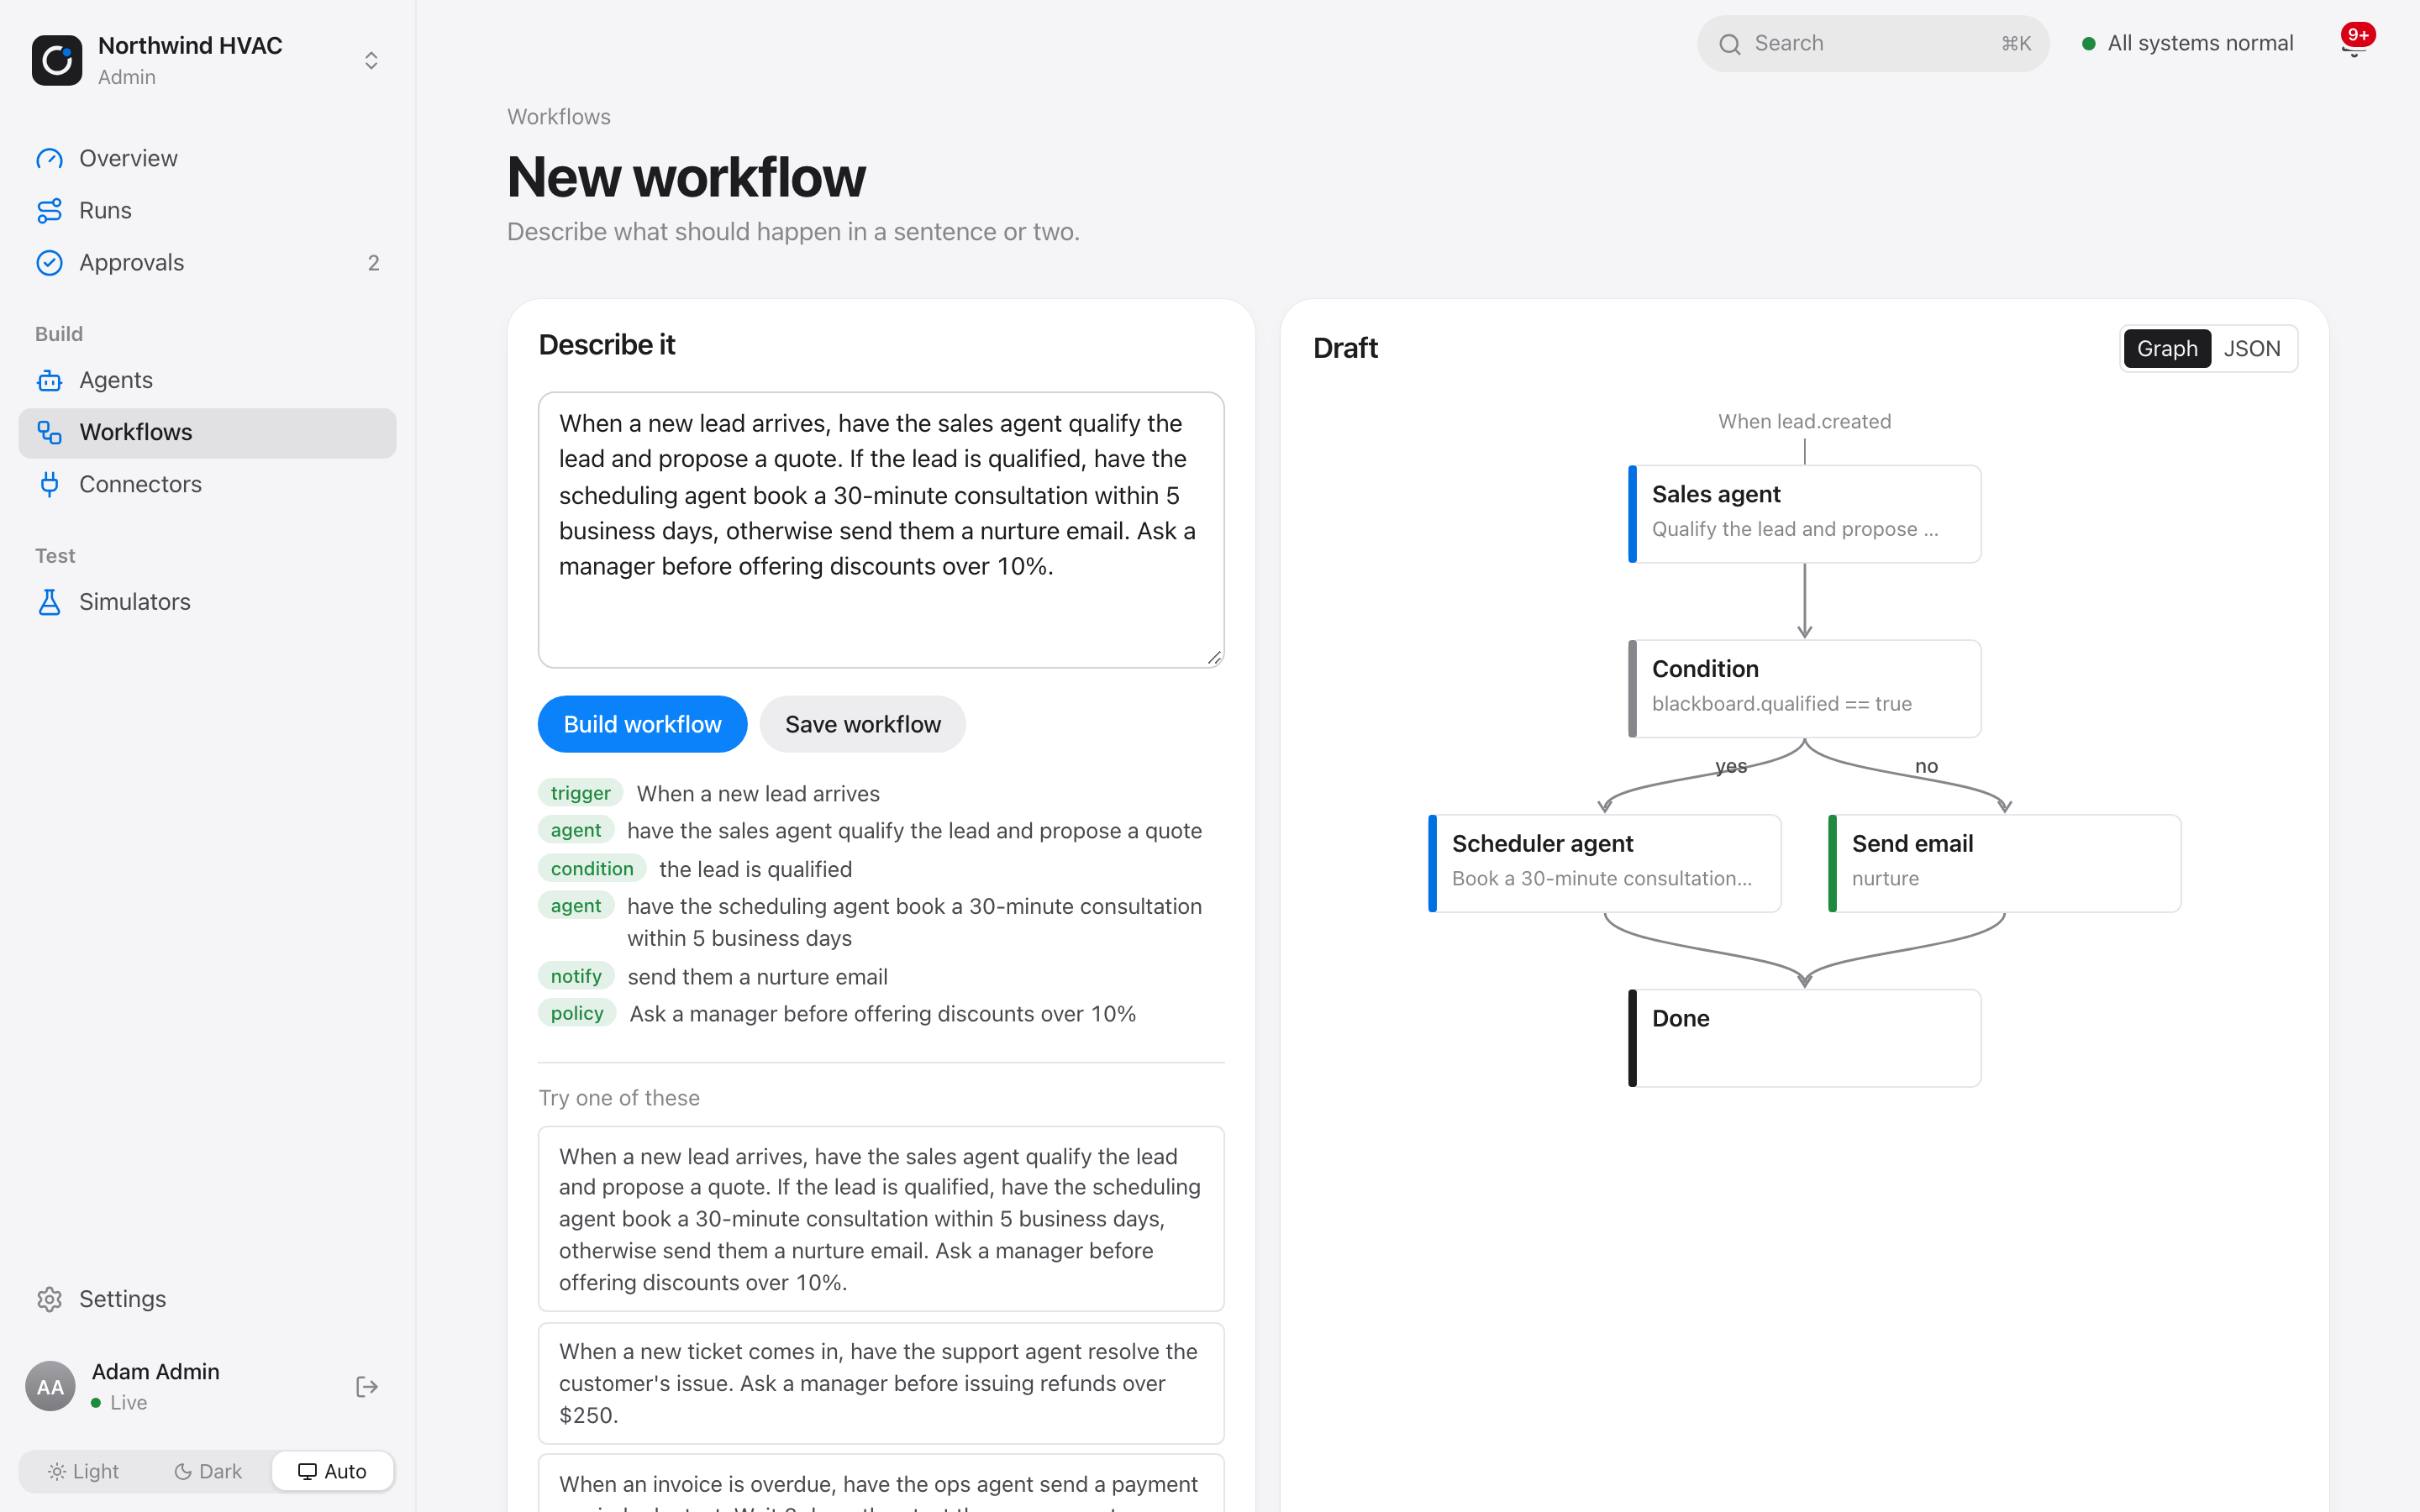 Northwind HVAC
Admin
Overview
Runs
Approvals 2
Build
Agents
Workflows
Connectors
Test
Simulators
Settings
AA
Adam Admin
Live
Light Dark Auto
Search ⌘K
All systems normal
9+
Workflows
New workflow
Describe what should happen in a sentence or two.
Describe it
When a new lead arrives, have the sales agent qualify the
lead and propose a quote. If the lead is qualified, have the
scheduling agent book a 30-minute consultation within 5
business days, otherwise send them a nurture email. Ask a
manager before offering discounts over 10%.
Build workflow Save workflow
trigger When a new lead arrives
agent have the sales agent qualify the lead and propose a quote
condition the lead is qualified
agent have the scheduling agent book a 30-minute consultation
within 5 business days
notify send them a nurture email
policy Ask a manager before offering discounts over 10%
Try one of these
When a new lead arrives, have the sales agent qualify the lead
and propose a quote. If the lead is qualified, have the scheduling
agent book a 30-minute consultation within 5 business days,
otherwise send them a nurture email. Ask a manager before
offering discounts over 10%.
When a new ticket comes in, have the support agent resolve the
customer's issue. Ask a manager before issuing refunds over
$250.
When an invoice is overdue, have the ops agent send a payment
Draft
Graph JSON
When lead.created
Sales agent
Qualify the lead and propose ...
Condition
blackboard.qualified == true
yes no
Scheduler agent
Book a 30-minute consultation...
Send email
nurture
Done